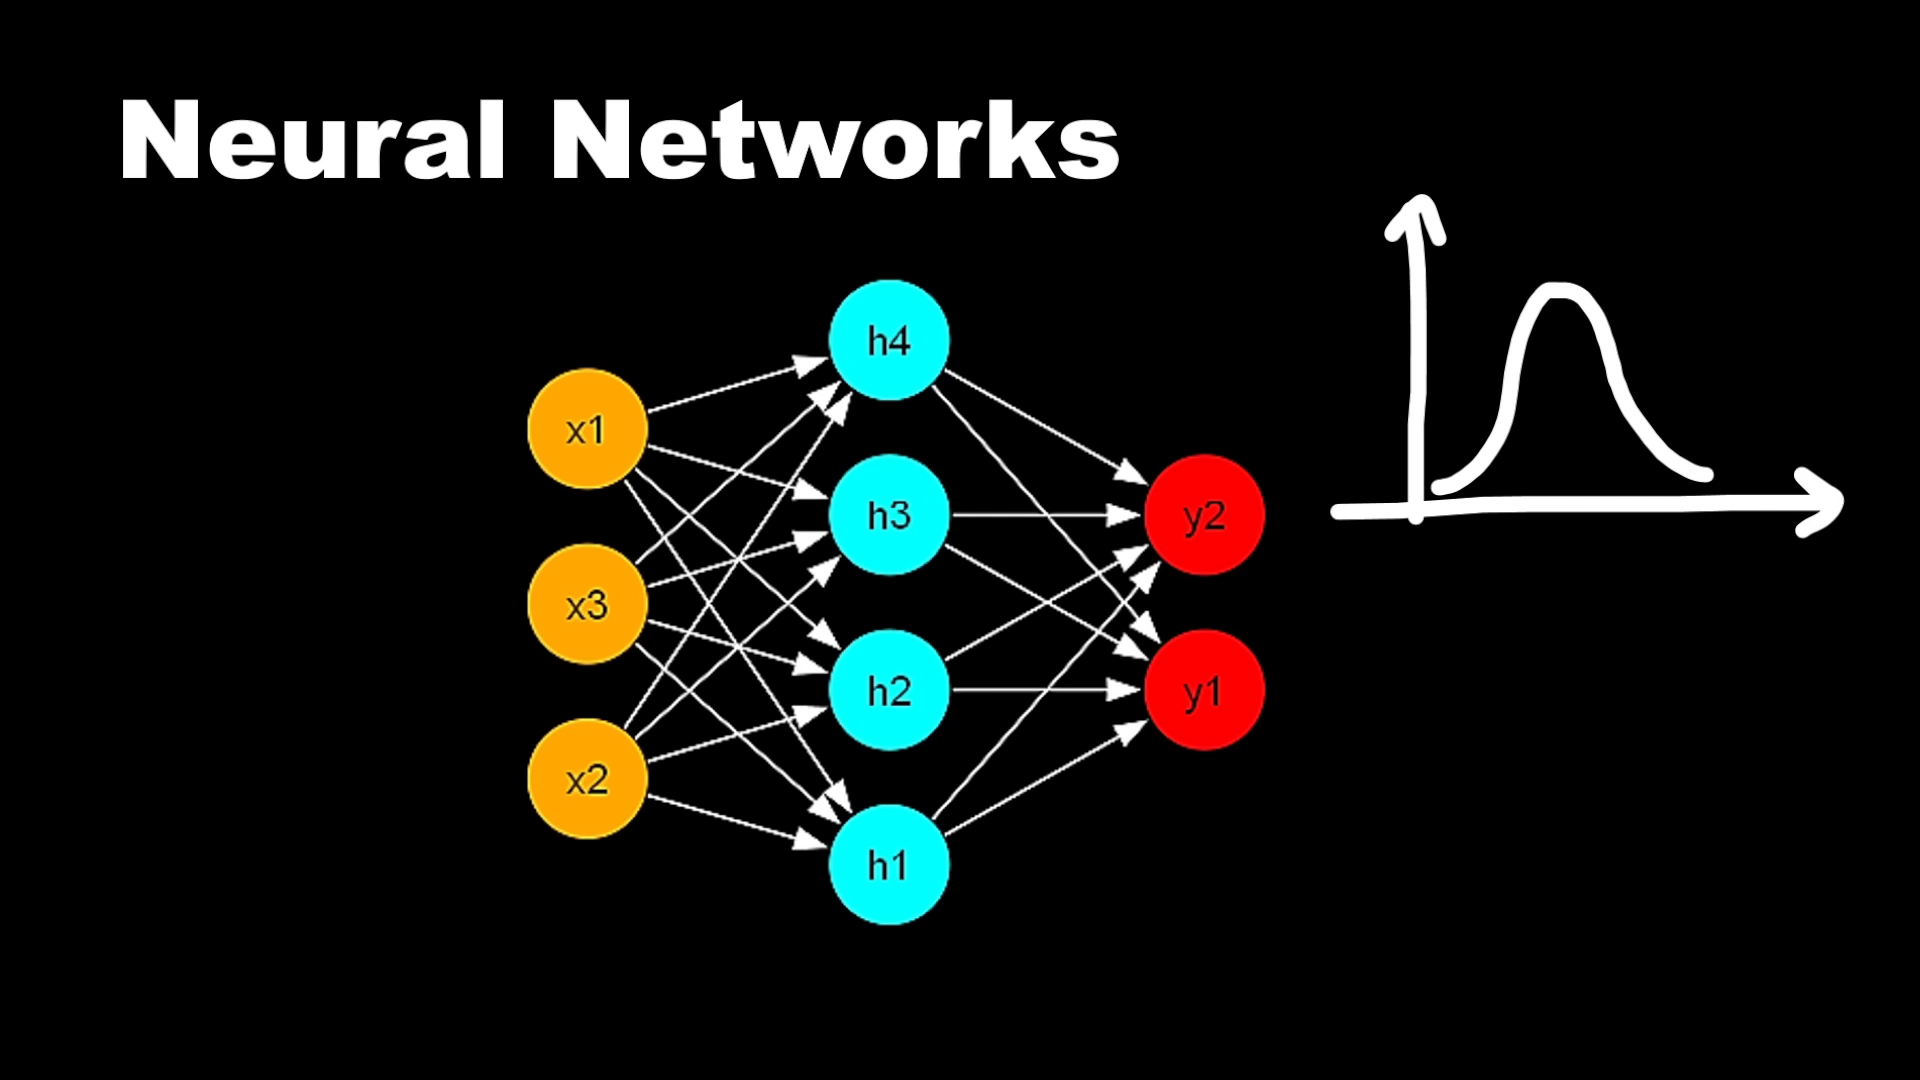 Neural Networks
x1
x3
x2
h4
h3
h2
h1
y2
y1